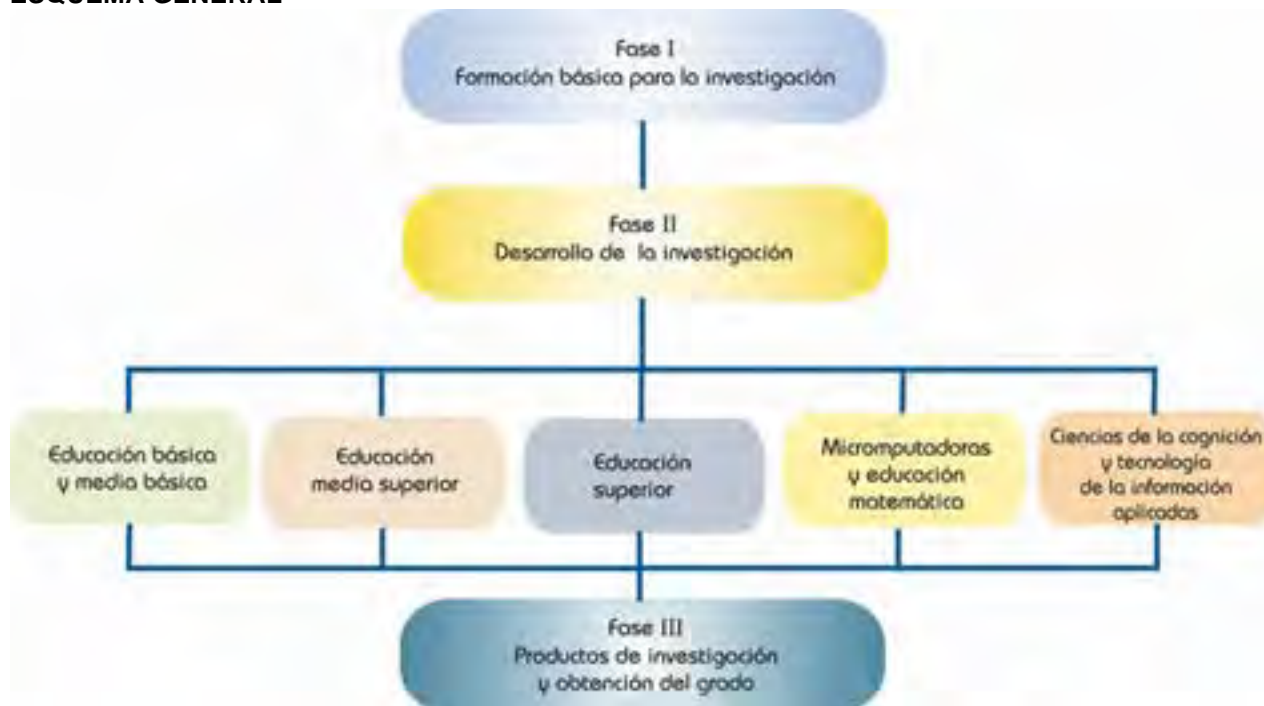 ESQUEMA GENERAL
Fase I
Formación básica para la investigación
Fase II
Desarrollo de la investigación
Educación básica
y media básica
Educación
media superior
Educación
superior
Micromputadoras
y educación
matemática
Ciencias de la cognición
y tecnología
de la información
aplicadas
Fase III
Productos de investigación
y obtención del grado